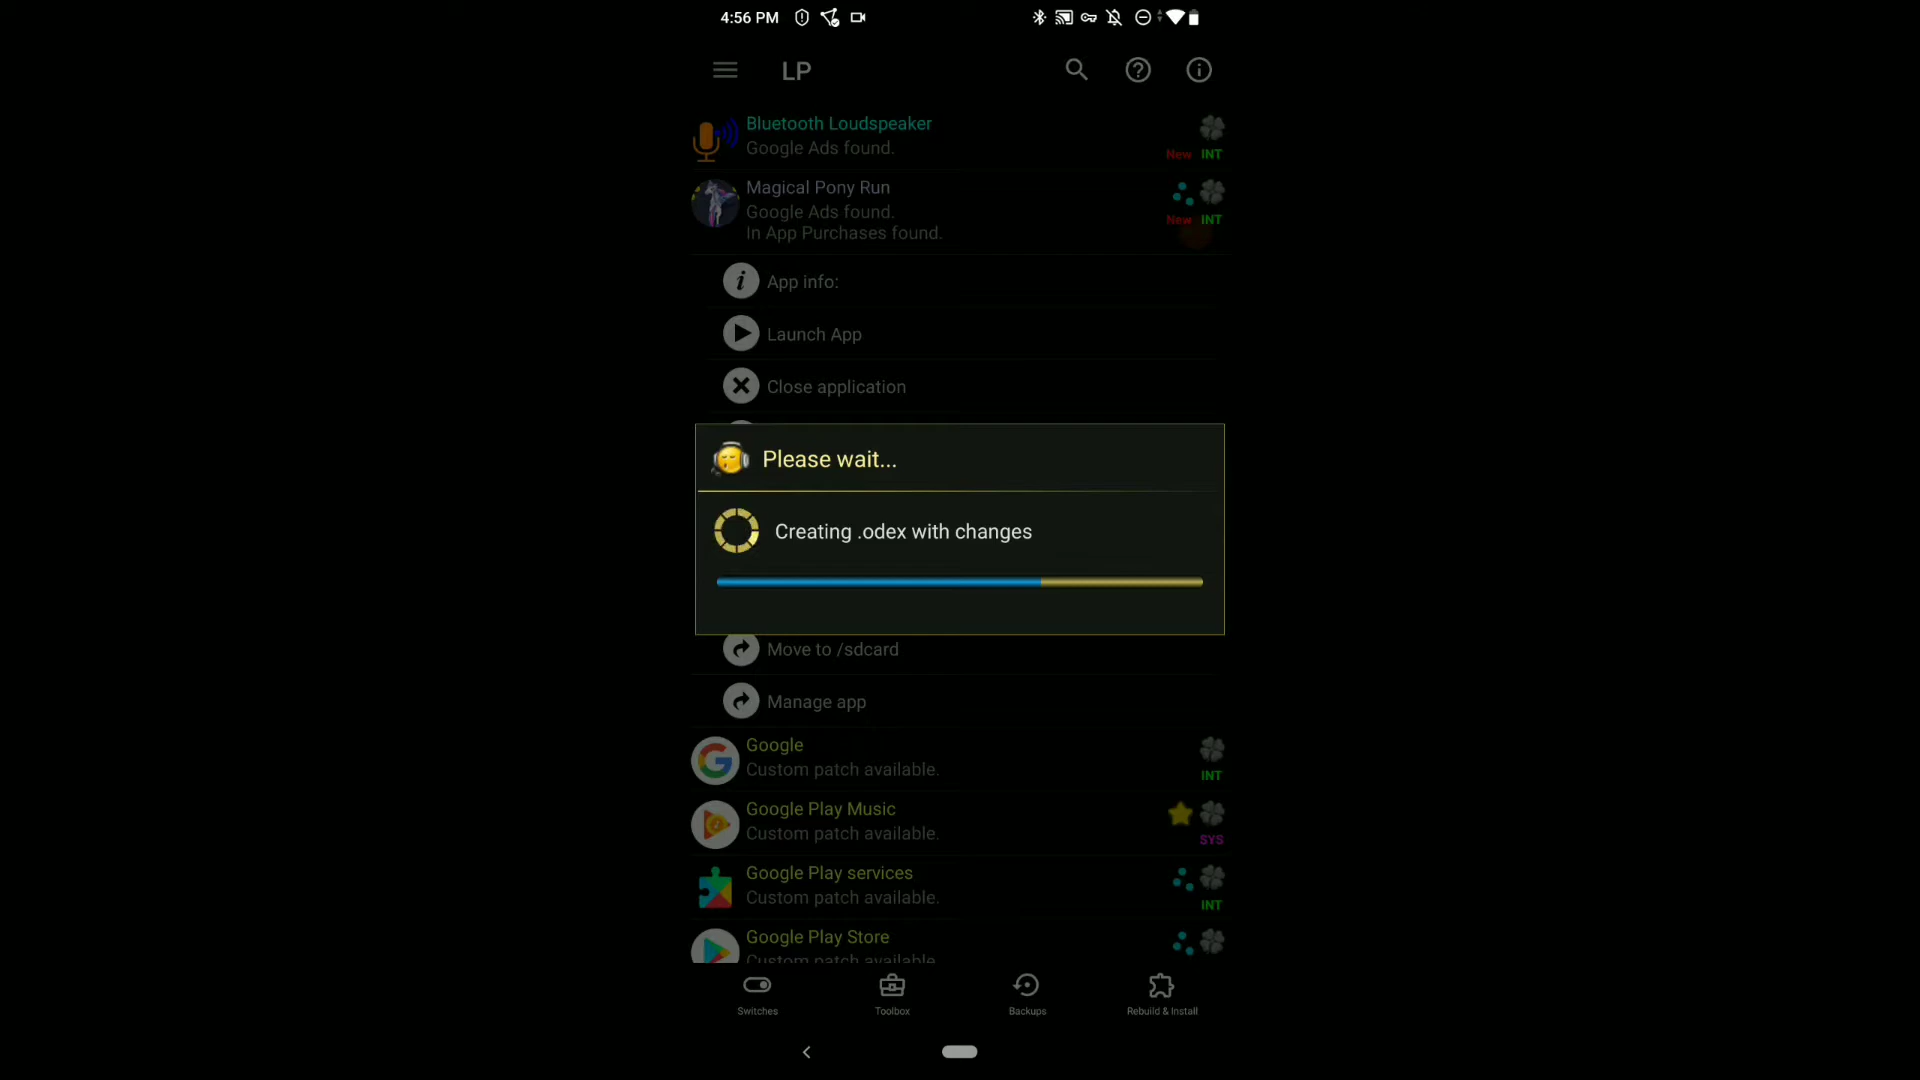 4:56 PM
LP
Bluetooth Loudspeaker
Google Ads found.
New INT
Magical Pony Run
Google Ads found.
In App Purchases found.
New INT
App info:
Launch App
Close application
Please wait...
Creating .odex with changes
Move to /sdcard
Manage app
Google
Custom patch available.
INT
Google Play Music
Custom patch available.
SYS
Google Play services
Custom patch available.
INT
Google Play Store
Custom patch available.
Switches
Toolbox
Backups
Rebuild & Install